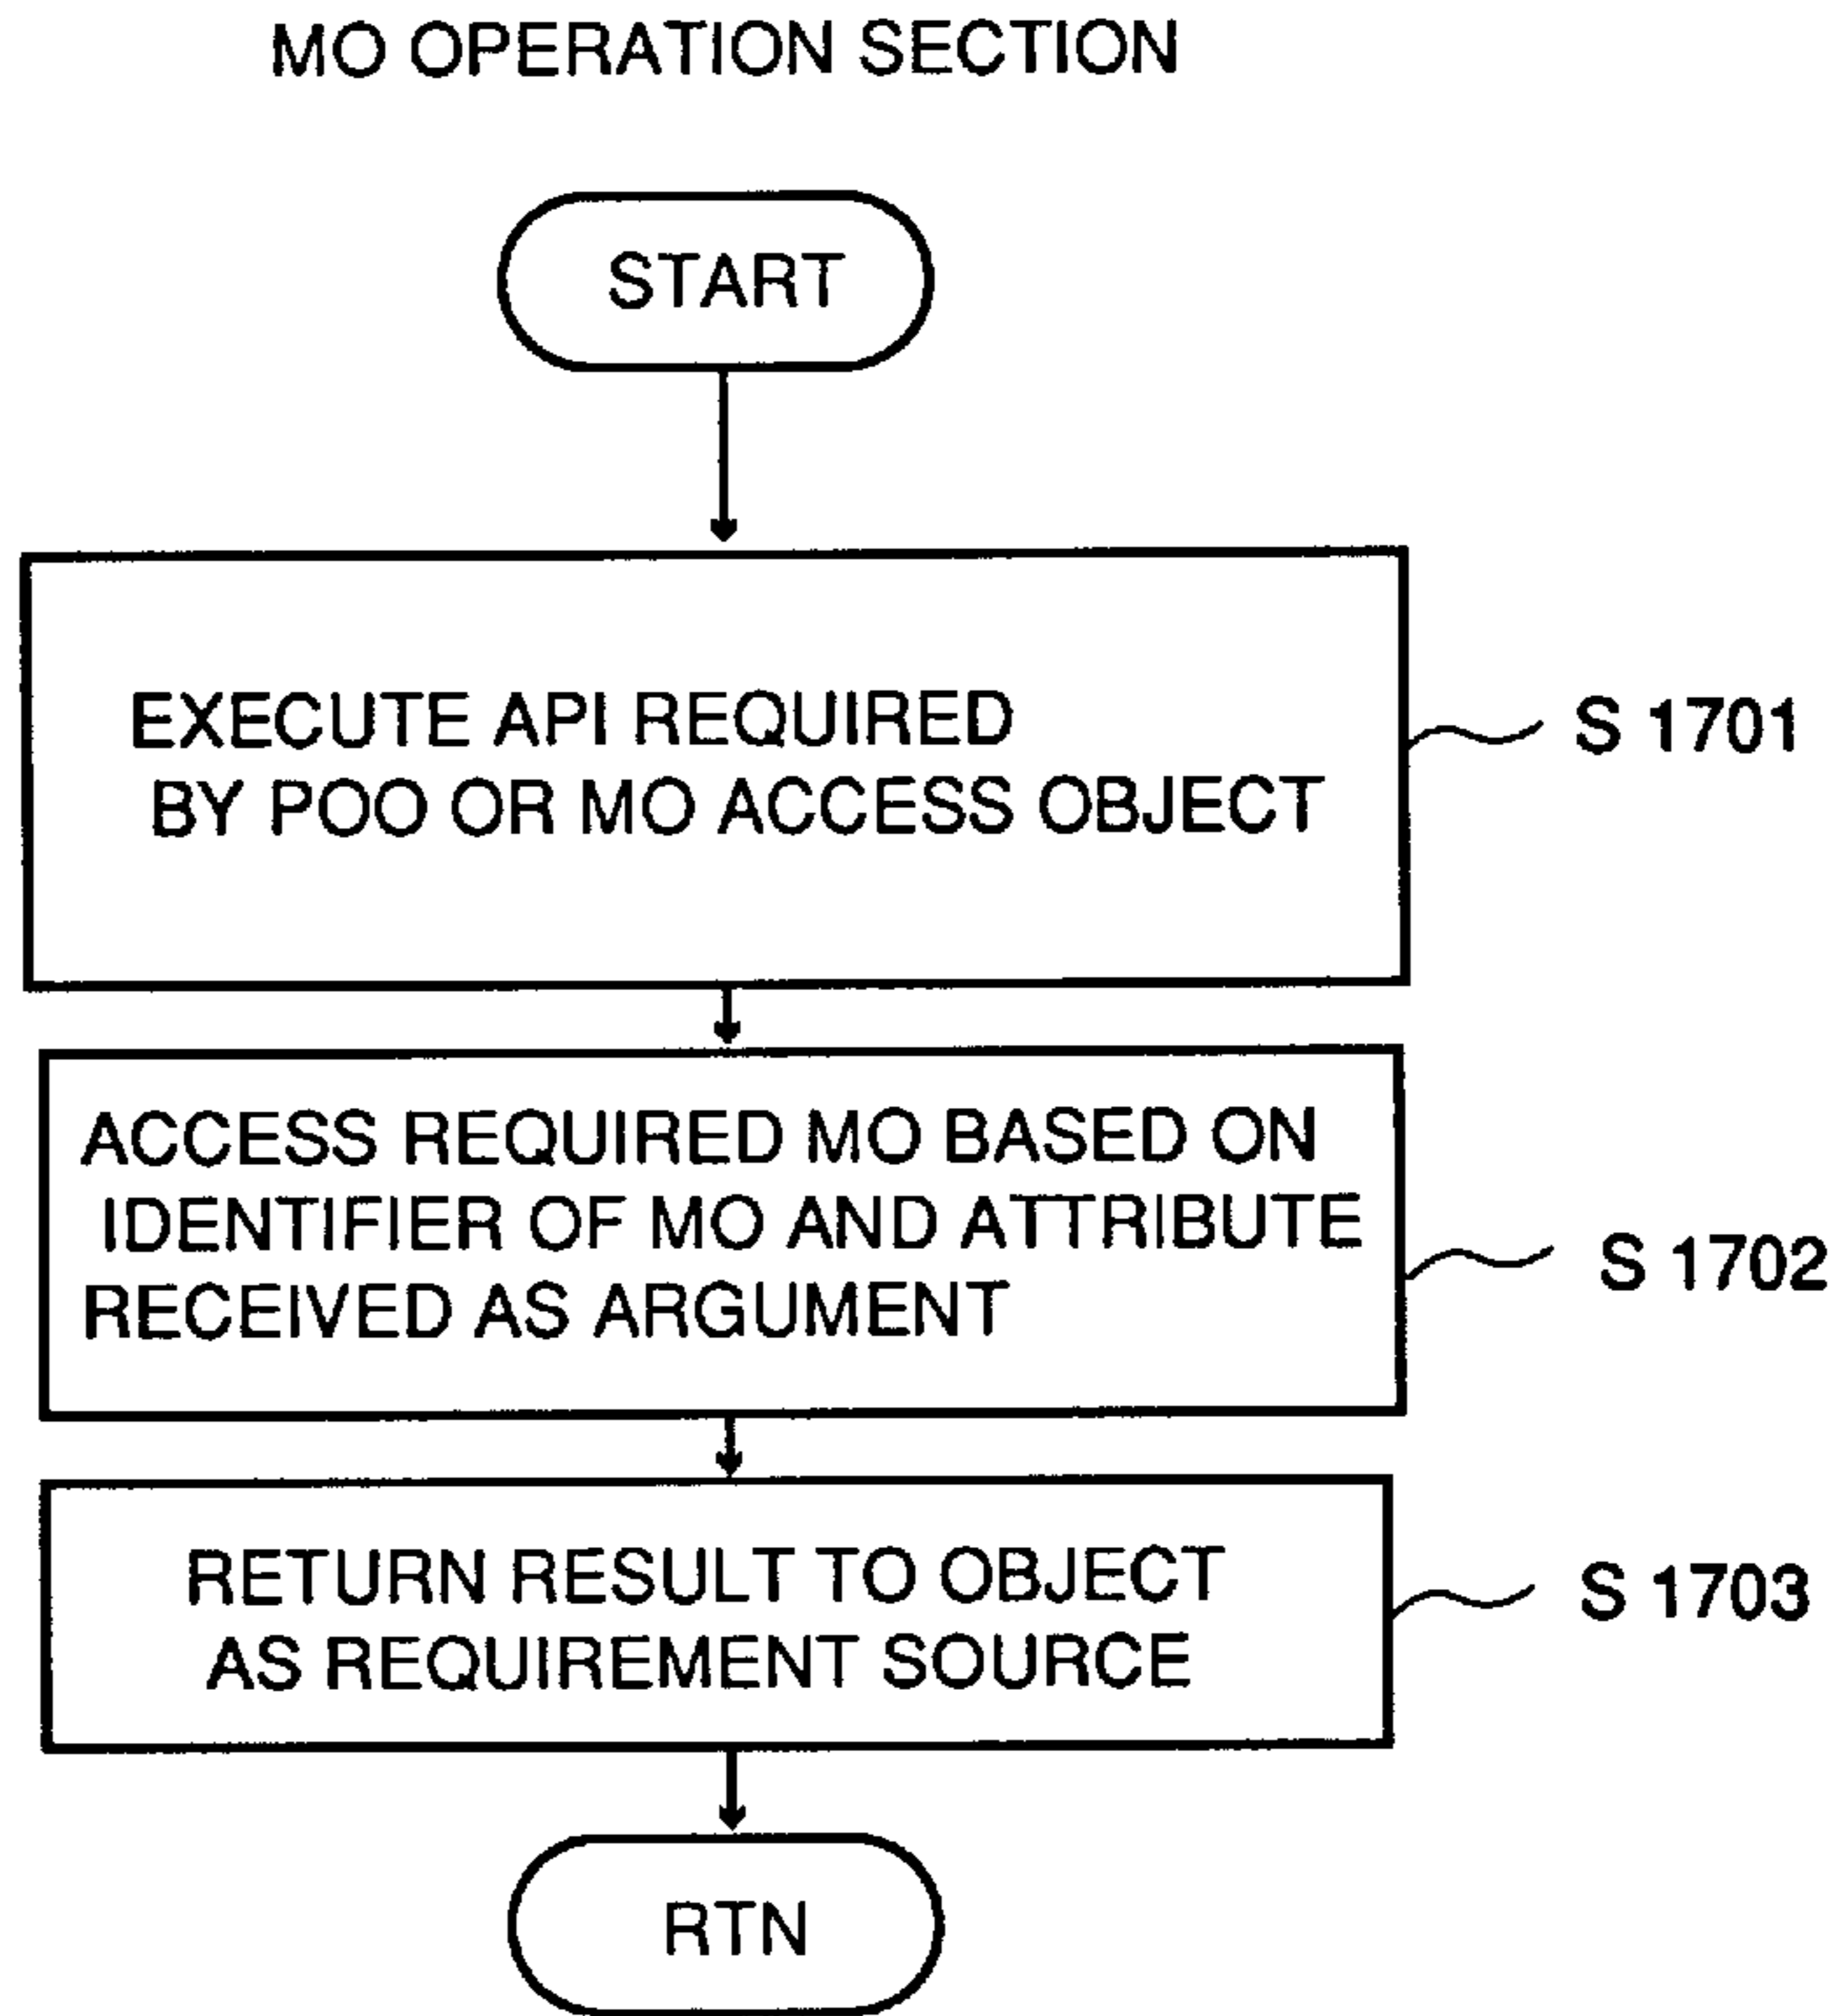 MO OPERATION SECTION
START
EXECUTE API REQUIRED
BY POO OR MO ACCESS OBJECT
S 1701
ACCESS REQUIRED MO BASED ON
IDENTIFIER OF MO AND ATTRIBUTE
RECEIVED AS ARGUMENT
S 1702
RETURN RESULT TO OBJECT
AS REQUIREMENT SOURCE
S 1703
RTN